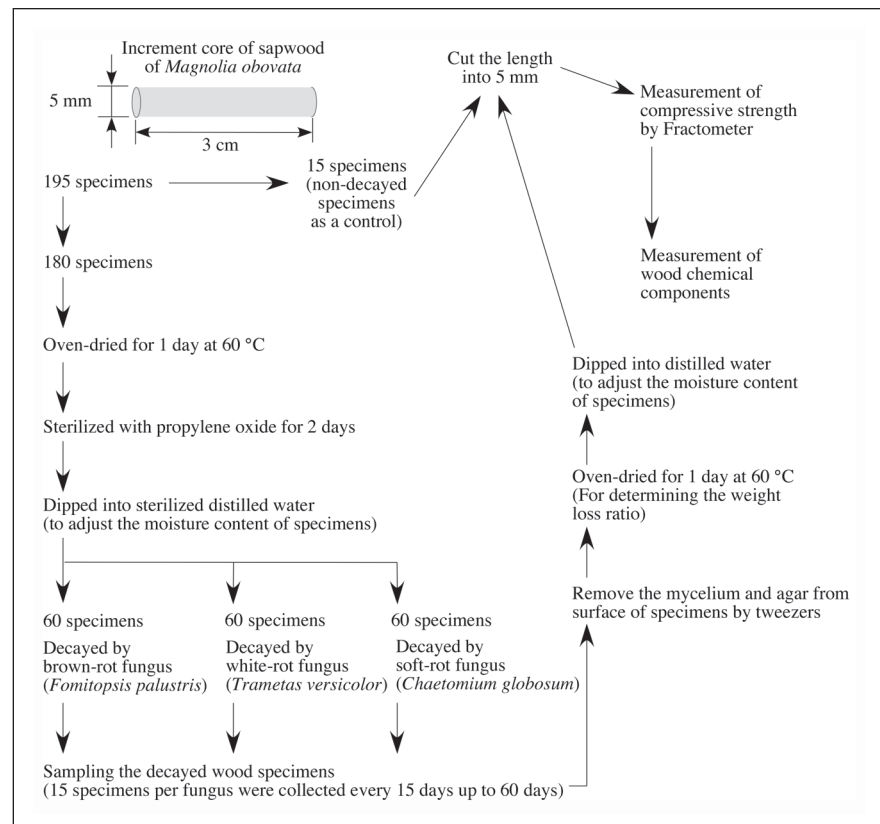 Increment core of sapwood
of Magnolia obovata
5 mm
3 cm
195 specimens
15 specimens
(non-decayed
specimens
as a control)
Cut the length
into 5 mm
Measurement of
compressive strength
by Fractometer
Measurement of
wood chemical
components
180 specimens
Oven-dried for 1 day at 60 °C
Sterilized with propylene oxide for 2 days
Dipped into sterilized distilled water
(to adjust the moisture content of specimens)
60 specimens
Decayed by
brown-rot fungus
(Fomitopsis palustris)
60 specimens
Decayed by
white-rot fungus
(Trametas versicolor)
60 specimens
Decayed by
soft-rot fungus
(Chaetomium globosum)
Sampling the decayed wood specimens
(15 specimens per fungus were collected every 15 days up to 60 days)
Remove the mycelium and agar from
surface of specimens by tweezers
Oven-dried for 1 day at 60 °C
(For determining the weight
loss ratio)
Dipped into distilled water
(to adjust the moisture content
of specimens)